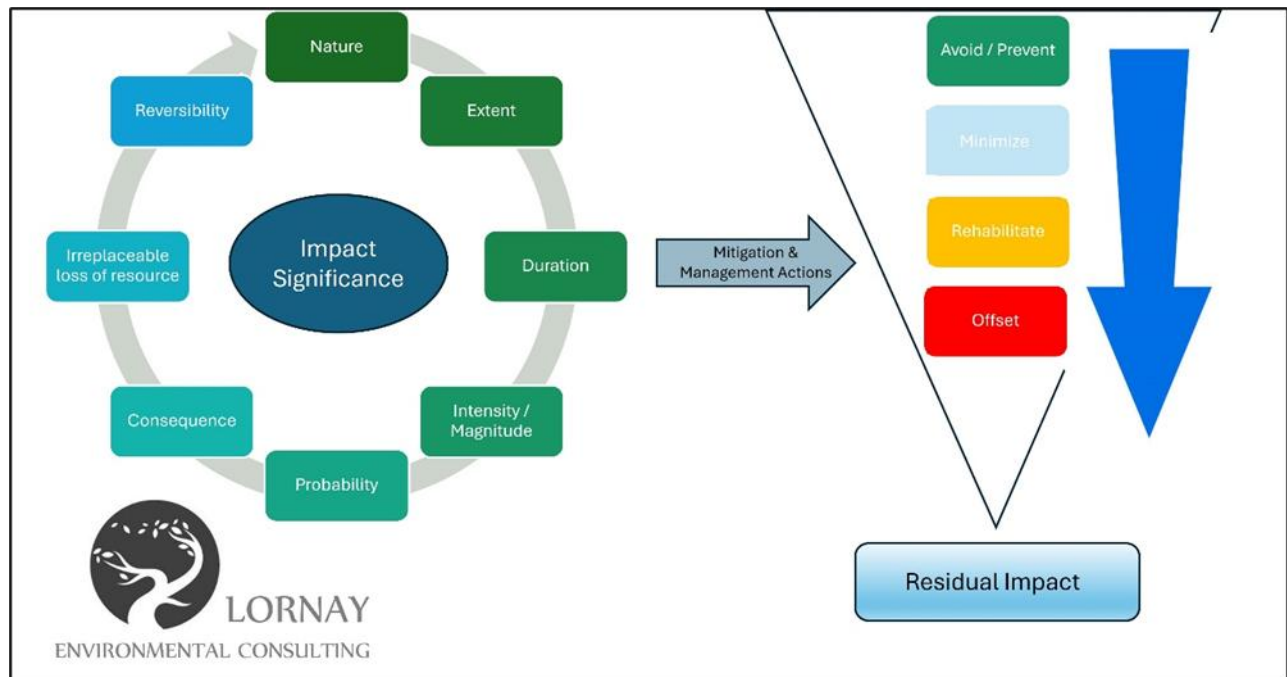 Nature
Extent
Duration
Intensity /
Magnitude
Probability
Consequence
Irreplaceable
loss of resource
Reversibility
Impact
Significance
Mitigation &
Management Actions
Avoid / Prevent
Minimize
Rehabilitate
Offset
Residual Impact
LORNAY
ENVIRONMENTAL CONSULTING